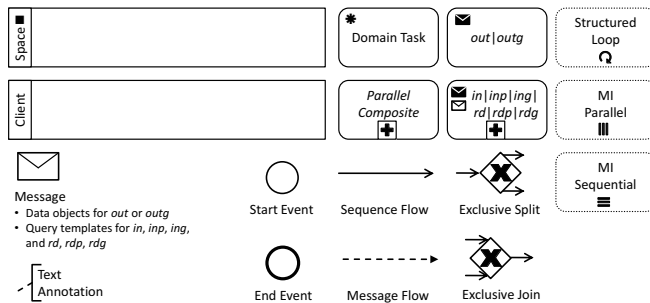 Space
Domain Task
out|outg
Structured
Loop
Client
Parallel
Composite
in|inp|ing|
rd|rdp|rdg
MI
Parallel
Message
• Data objects for out or outg
• Query templates for in, inp, ing,
and rd, rdp, rdg
Start Event
Sequence Flow
Exclusive Split
MI
Sequential
Text
Annotation
End Event
Message Flow
Exclusive Join